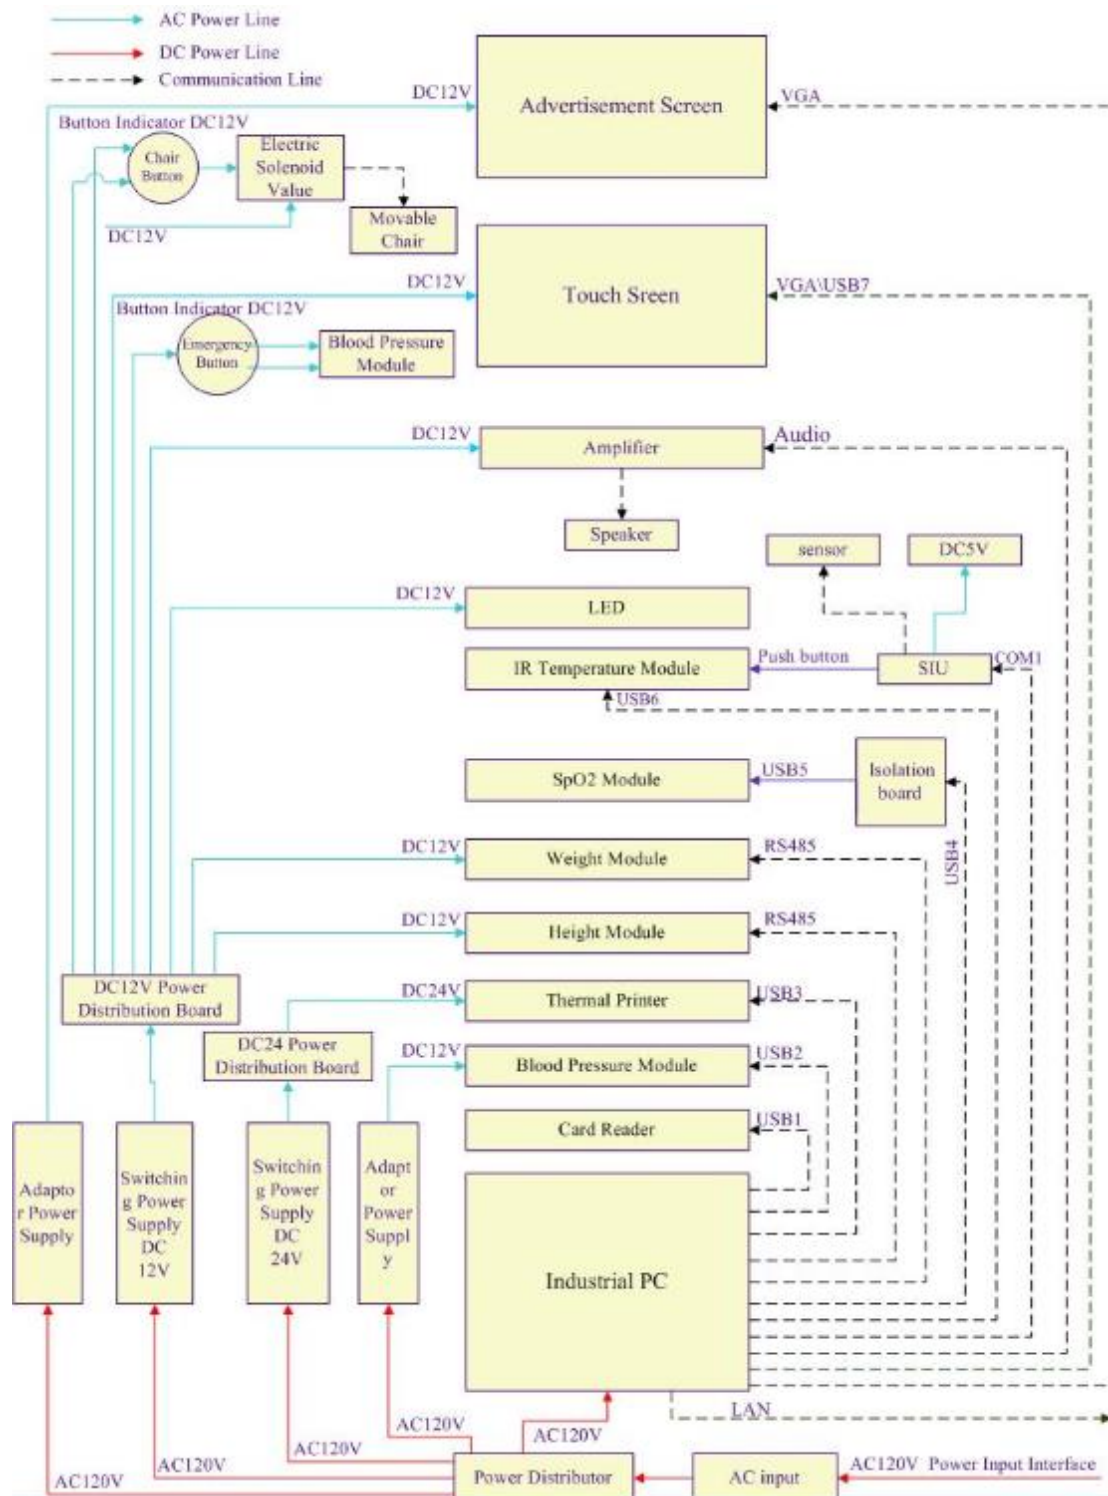 AC Power Line
DC Power Line
Communication Line
DC12V
Advertisement Screen
VGA
Button Indicator DC12V
Chair
Button
Electric
Solenoid
Value
DC12V
Movable
Chair
DC12V
Touch Sreen
VGA\USB7
Button Indicator DC12V
Emergency
Button
Blood Pressure
Module
DC12V
Amplifier
Audio
Speaker
sensor
DC5V
DC12V
LED
IR Temperature Module
Push button
SIU
COM1
USB6
SpO2 Module
USB5
Isolation
board
USB4
DC12V
Weight Module
RS485
DC12V
Height Module
RS485
DC12V Power
Distribution Board
DC24V
Thermal Printer
USB3
DC24 Power
Distribution Board
DC12V
Blood Pressure Module
USB2
Card Reader
USB1
Adapto
r Power
Supply
Switchin
g Power
Supply
DC
12V
Switchin
g Power
Supply
DC
24V
Adapt
or
Power
Suppl
y
Industrial PC
LAN
AC120V
AC120V
AC120V
AC120V
AC120V
Power Distributor
AC input
AC120V Power Input Interface